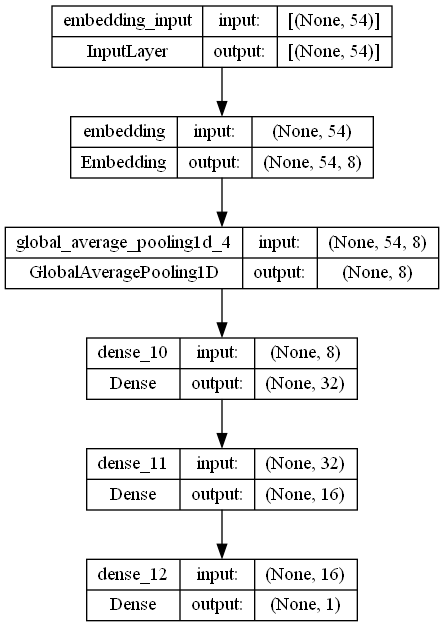 embedding_input input: [(None, 54)]
InputLayer output: [(None, 54)]
embedding input: (None, 54)
Embedding output: (None, 54, 8)
global_average_pooling1d_4 input: (None, 54, 8)
GlobalAveragePooling1D output: (None, 8)
dense_10 input: (None, 8)
Dense output: (None, 32)
dense_11 input: (None, 32)
Dense output: (None, 16)
dense_12 input: (None, 16)
Dense output: (None, 1)